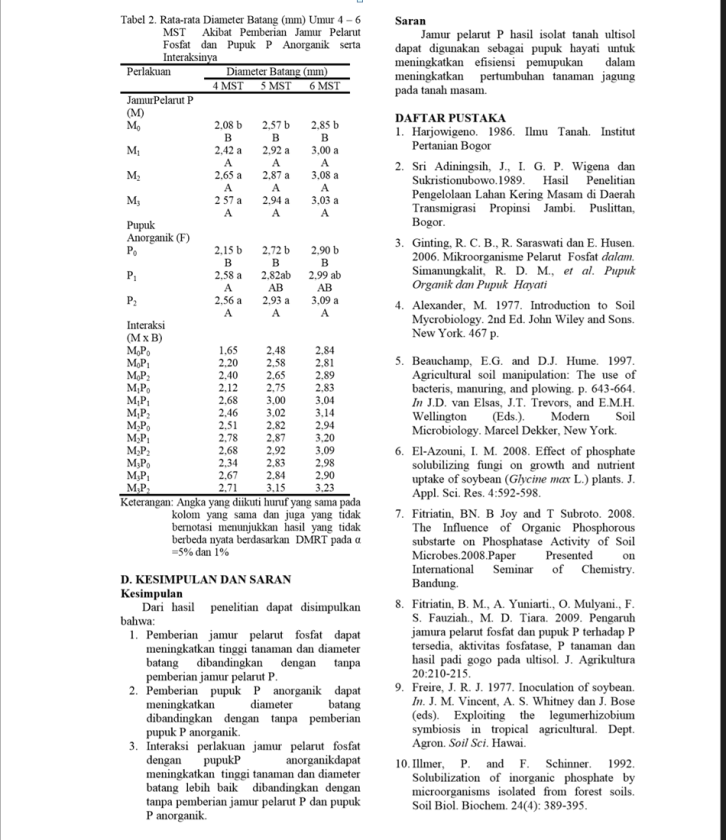 Tabel 2. Rata-rata Diameter Batang (mm) Umur 4 – 6
MST Akibat Pemberian Jamur Pelarut
Fosfat dan Pupuk P Anorganik serta
Interaksinya
Perlakuan Diameter Batang (mm)
4 MST 5 MST 6 MST
JamurPelarut P
(M)
M₀ 2,08 b 2,57 b 2,85 b
B B B
M₁ 2,42 a 2,92 a 3,00 a
A A A
M₂ 2,65 a 2,87 a 3,08 a
A A A
M₃ 2 57 a 2,94 a 3,03 a
A A A
Pupuk
Anorganik (F)
P₀ 2,15 b 2,72 b 2,90 b
B B B
P₁ 2,58 a 2,82ab 2,99 ab
A AB AB
P₂ 2,56 a 2,93 a 3,09 a
A A A
Interaksi
(M x B)
M₀P₀ 1,65 2,48 2,84
M₀P₁ 2,20 2,58 2,81
M₀P₂ 2,40 2,65 2,89
M₁P₀ 2,12 2,75 2,83
M₁P₁ 2,68 3,00 3,04
M₁P₂ 2,46 3,02 3,14
M₂P₀ 2,51 2,82 2,94
M₂P₁ 2,78 2,87 3,20
M₂P₂ 2,68 2,92 3,09
M₃P₀ 2,34 2,83 2,98
M₃P₁ 2,67 2,84 2,90
M₃P₂ 2,71 3,15 3,23
Keterangan: Angka yang diikuti huruf yang sama pada
kolom yang sama dan juga yang tidak
bernotasi menunjukkan hasil yang tidak
berbeda nyata berdasarkan DMRT pada α
=5% dan 1%
D. KESIMPULAN DAN SARAN
Kesimpulan
Dari hasil penelitian dapat disimpulkan
bahwa:
1. Pemberian jamur pelarut fosfat dapat
meningkatkan tinggi tanaman dan diameter
batang dibandingkan dengan tanpa
pemberian jamur pelarut P.
2. Pemberian pupuk P anorganik dapat
meningkatkan diameter batang
dibandingkan dengan tanpa pemberian
pupuk P anorganik.
3. Interaksi perlakuan jamur pelarut fosfat
dengan pupukP anorganikdapat
meningkatkan tinggi tanaman dan diameter
batang lebih baik dibandingkan dengan
tanpa pemberian jamur pelarut P dan pupuk
P anorganik.
Saran
Jamur pelarut P hasil isolat tanah ultisol
dapat digunakan sebagai pupuk hayati untuk
meningkatkan efisiensi pemupukan dalam
meningkatkan pertumbuhan tanaman jagung
pada tanah masam.
DAFTAR PUSTAKA
1. Harjowigeno. 1986. Ilmu Tanah. Institut
Pertanian Bogor
2. Sri Adiningsih, J., I. G. P. Wigena dan
Sukristionubowo.1989. Hasil Penelitian
Pengelolaan Lahan Kering Masam di Daerah
Transmigrasi Propinsi Jambi. Puslittan,
Bogor.
3. Ginting, R. C. B., R. Saraswati dan E. Husen.
2006. Mikroorganisme Pelarut Fosfat dalam.
Simanungkalit, R. D. M., et al. Pupuk
Organik dan Pupuk Hayati
4. Alexander, M. 1977. Introduction to Soil
Mycrobiology. 2nd Ed. John Wiley and Sons.
New York. 467 p.
5. Beauchamp, E.G. and D.J. Hume. 1997.
Agricultural soil manipulation: The use of
bacteris, manuring, and plowing. p. 643-664.
In J.D. van Elsas, J.T. Trevors, and E.M.H.
Wellington (Eds.). Modern Soil
Microbiology. Marcel Dekker, New York.
6. El-Azouni, I. M. 2008. Effect of phosphate
solubilizing fungi on growth and nutrient
uptake of soybean (Glycine max L.) plants. J.
Appl. Sci. Res. 4:592-598.
7. Fitriatin, BN. B Joy and T Subroto. 2008.
The Influence of Organic Phosphorous
substarte on Phosphatase Activity of Soil
Microbes.2008.Paper Presented on
International Seminar of Chemistry.
Bandung.
8. Fitriatin, B. M., A. Yuniarti., O. Mulyani., F.
S. Fauziah., M. D. Tiara. 2009. Pengaruh
jamura pelarut fosfat dan pupuk P terhadap P
tersedia, aktivitas fosfatase, P tanaman dan
hasil padi gogo pada ultisol. J. Agrikultura
20:210-215.
9. Freire, J. R. J. 1977. Inoculation of soybean.
In. J. M. Vincent, A. S. Whitney dan J. Bose
(eds). Exploiting the legumerhizobium
symbiosis in tropical agricultural. Dept.
Agron. Soil Sci. Hawai.
10. Illmer, P. and F. Schinner. 1992.
Solubilization of inorganic phosphate by
microorganisms isolated from forest soils.
Soil Biol. Biochem. 24(4): 389-395.